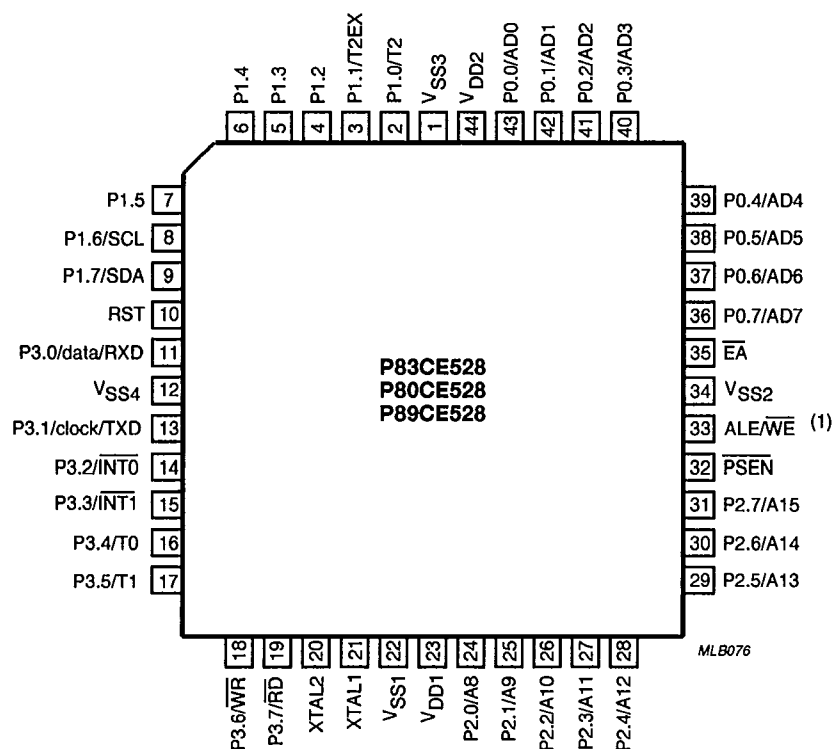 P1.4
P1.3
P1.2
P1.1/T2EX
P1.0/T2
VSS3
VDD2
P0.0/AD0
P0.1/AD1
P0.2/AD2
P0.3/AD3
6 5 4 3 2 1 44 43 42 41 40
P1.5 7
P1.6/SCL 8
P1.7/SDA 9
RST 10
P3.0/data/RXD 11
VSS4 12
P3.1/clock/TXD 13
P3.2/INT0 14
P3.3/INT1 15
P3.4/T0 16
P3.5/T1 17
P83CE528
P80CE528
P89CE528
39 P0.4/AD4
38 P0.5/AD5
37 P0.6/AD6
36 P0.7/AD7
35 EA
34 VSS2
33 ALE/WE (1)
32 PSEN
31 P2.7/A15
30 P2.6/A14
29 P2.5/A13
18 19 20 21 22 23 24 25 26 27 28
P3.6/WR
P3.7/RD
XTAL2
XTAL1
VSS1
VDD1
P2.0/A8
P2.1/A9
P2.2/A10
P2.3/A11
P2.4/A12
MLB076